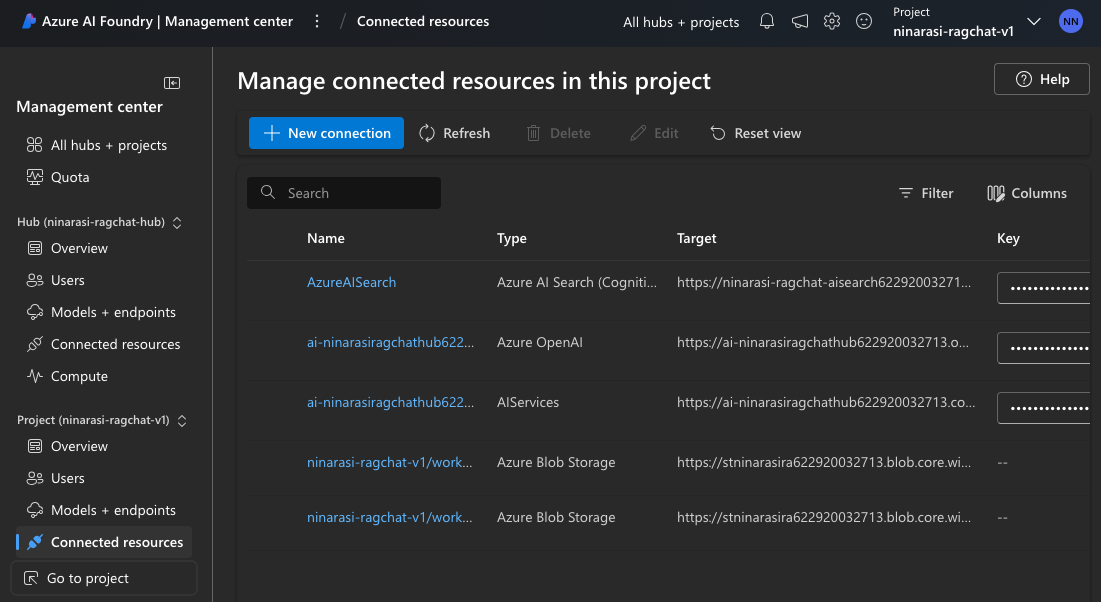 Azure AI Foundry | Management center / Connected resources
All hubs + projects
Project
ninarasi-ragchat-v1
NN
Management center
All hubs + projects
Quota
Hub (ninarasi-ragchat-hub)
Overview
Users
Models + endpoints
Connected resources
Compute
Project (ninarasi-ragchat-v1)
Overview
Users
Models + endpoints
Connected resources
Go to project
Manage connected resources in this project
Help
New connection Refresh Delete Edit Reset view
Search
Filter Columns
Name Type Target Key
AzureAISearch Azure AI Search (Cogniti... https://ninarasi-ragchat-aisearch62292003271... ••••••••••••••
ai-ninarasiragchathub622... Azure OpenAI https://ai-ninarasiragchathub622920032713.o... ••••••••••••••
ai-ninarasiragchathub622... AIServices https://ai-ninarasiragchathub622920032713.co... ••••••••••••••
ninarasi-ragchat-v1/work... Azure Blob Storage https://stninarasira622920032713.blob.core.wi... --
ninarasi-ragchat-v1/work... Azure Blob Storage https://stninarasira622920032713.blob.core.wi... --